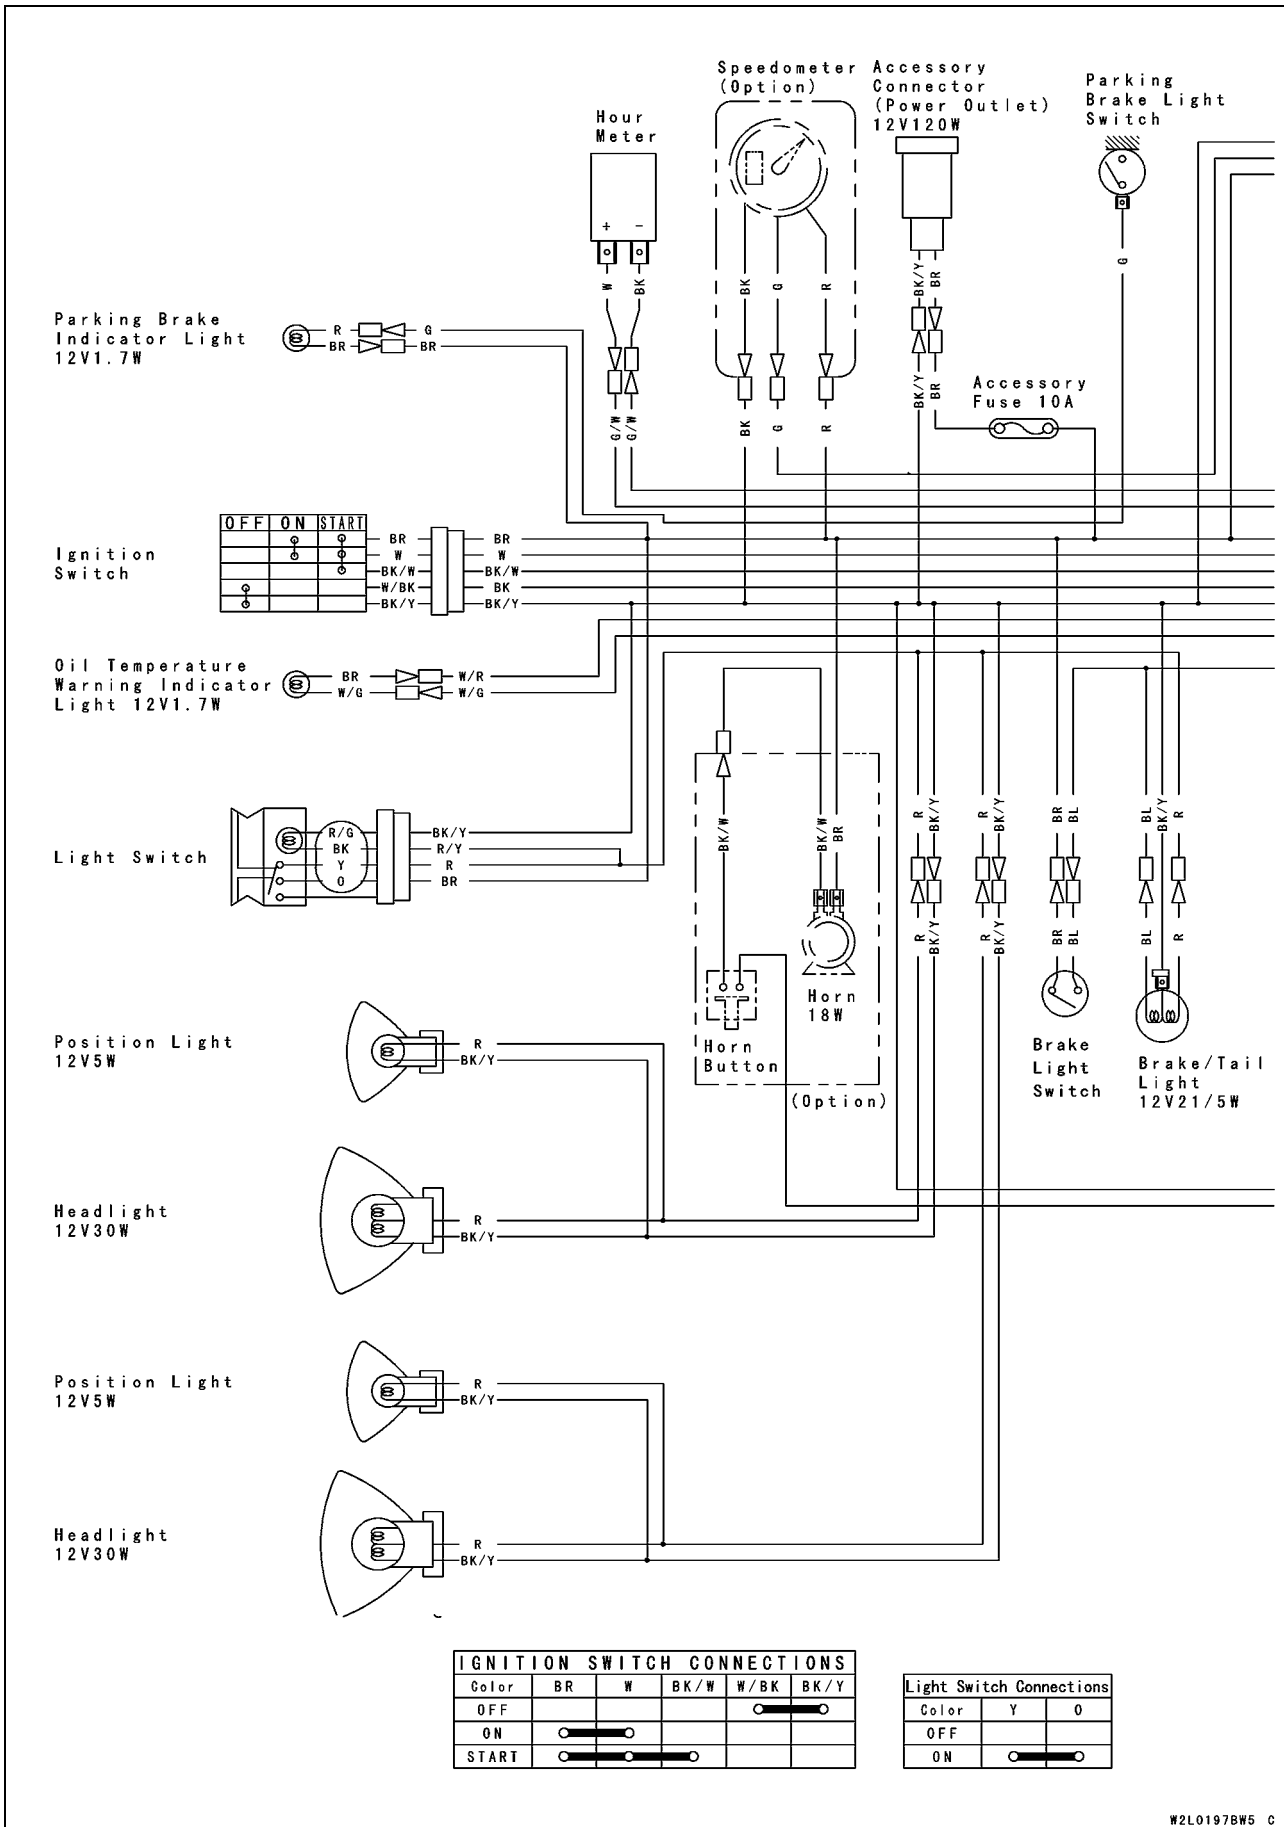 Speedometer
(Option)
Accessory
Connector
(Power Outlet)
12V120W
Parking
Brake Light
Switch
Hour
Meter
+ -
W
BK
BK
G
R
BK/Y
BR
G
Parking Brake
Indicator Light
12V1.7W
R
G
BR
BR
G/W
G/W
BK
G
R
BK/Y
BR
Accessory
Fuse 10A
Ignition
Switch
OFF ON START
BR BR
W W
BK/W BK/W
W/BK BK
BK/Y BK/Y
Oil Temperature
Warning Indicator
Light 12V1.7W
BR W/R
W/G W/G
Light Switch
R/G BK/Y
BK R/Y
Y R
O BR
BK/W
BK/W
BR
R
BK/Y
R
BK/Y
BR
BL
BL
BK/Y
R
R
BK/Y
R
BK/Y
BR
BL
BL
R
Horn
18W
Horn
Button
(Option)
Brake
Light
Switch
Brake/Tail
Light
12V21/5W
Position Light
12V5W
R
BK/Y
Headlight
12V30W
R
BK/Y
Position Light
12V5W
R
BK/Y
Headlight
12V30W
R
BK/Y
IGNITION SWITCH CONNECTIONS
Color BR W BK/W W/BK BK/Y
OFF
ON
START
Light Switch Connections
Color Y O
OFF
ON
W2L0197BW5 C